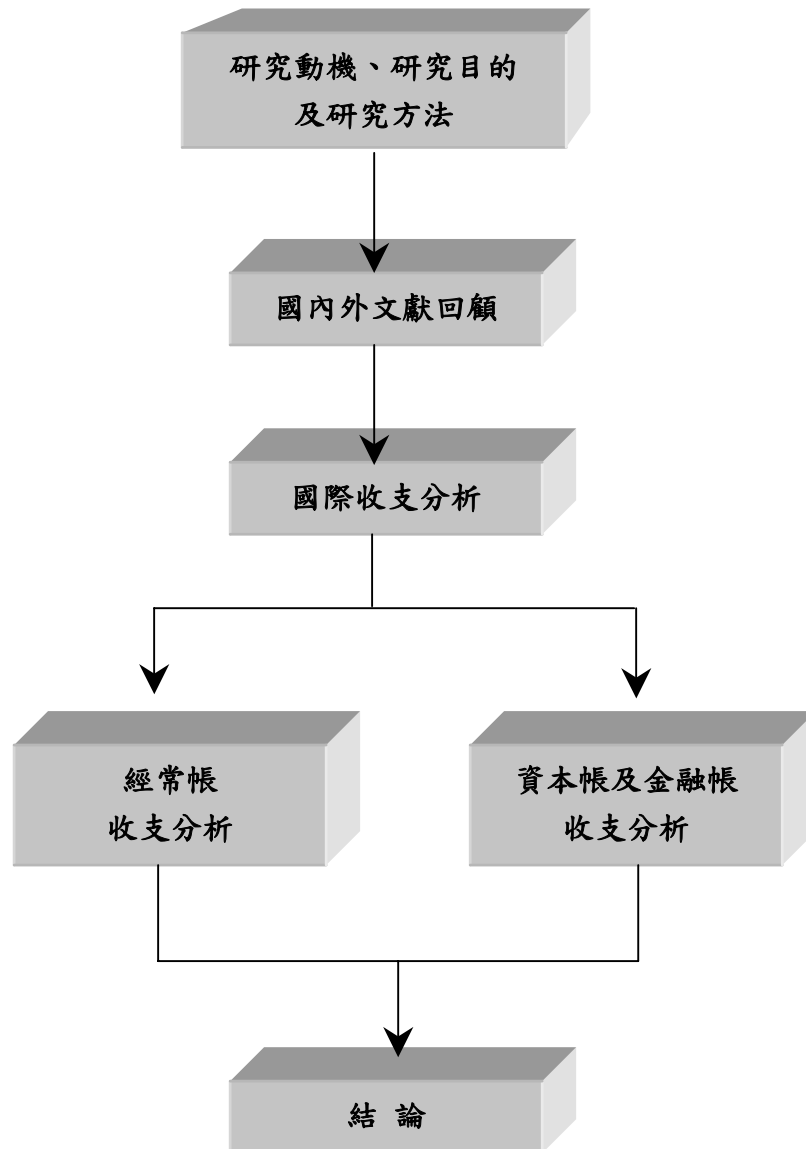 研究動機、研究目的
及研究方法
國內外文獻回顧
國際收支分析
經常帳
收支分析
資本帳及金融帳
收支分析
結 論